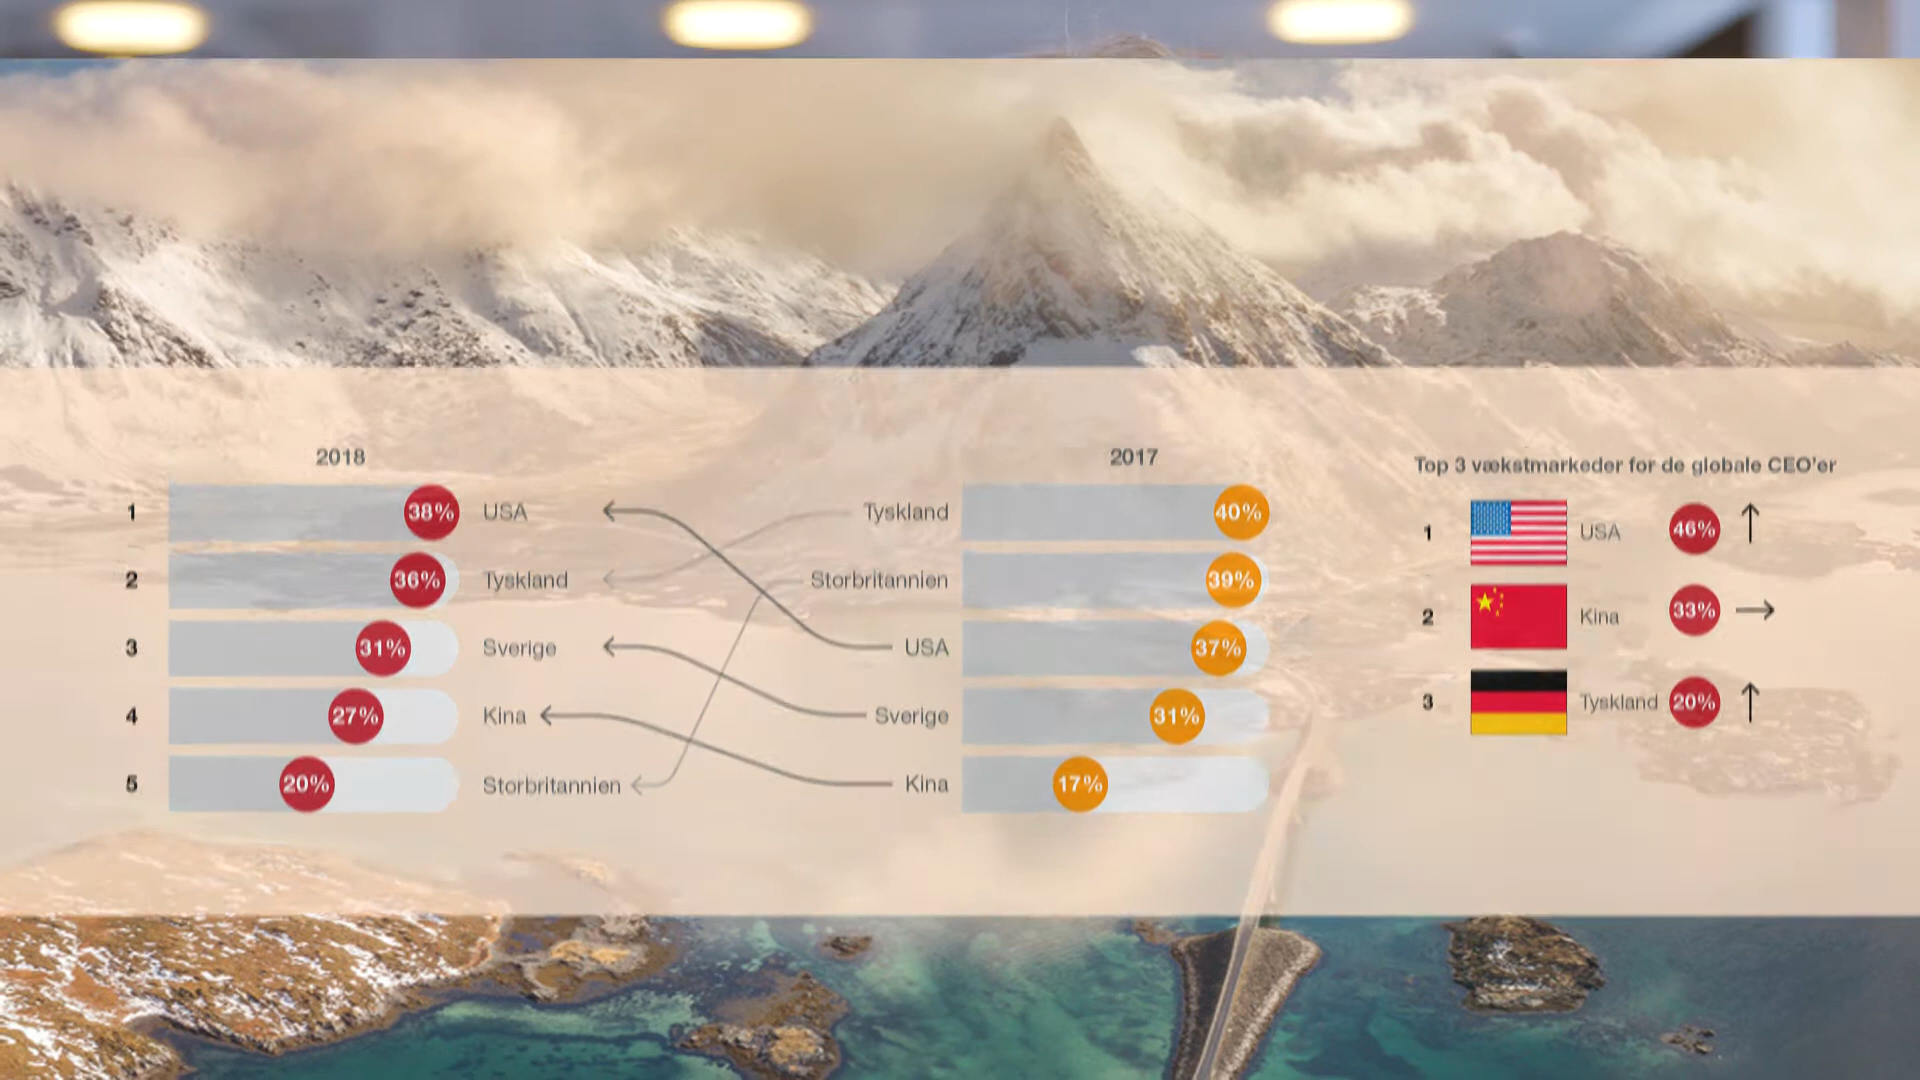 2018
1 38% USA
2 36% Tyskland
3 31% Sverige
4 27% Kina
5 20% Storbritannien
2017
Tyskland 40%
Storbritannien 39%
USA 37%
Sverige 31%
Kina 17%
Top 3 vækstmarkeder for de globale CEO'er
1 USA 46%
2 Kina 33%
3 Tyskland 20%